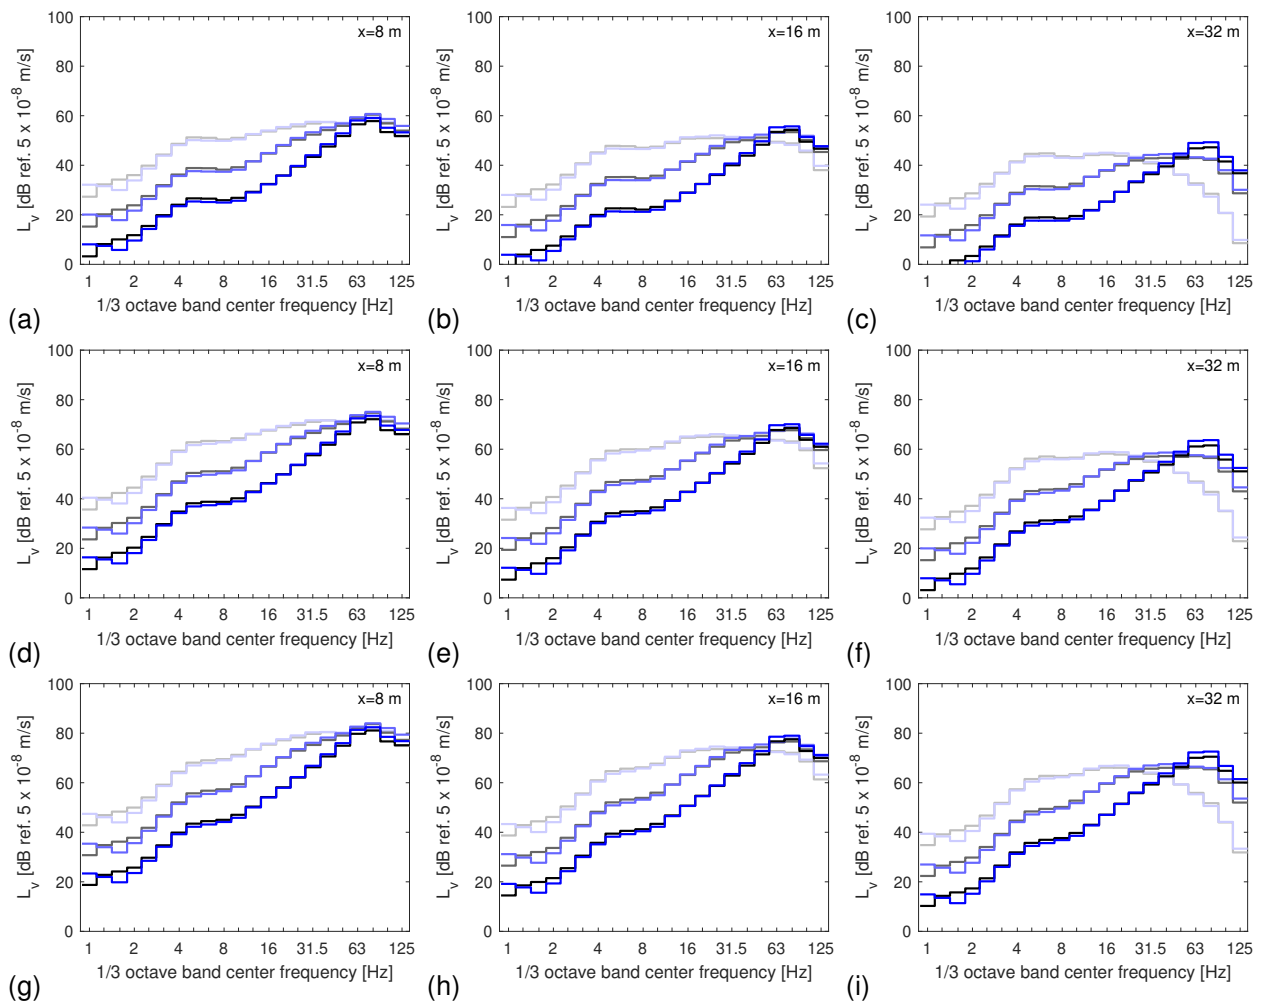 x=8 m
100
80
60
40
20
0
L_v [dB ref. 5 x 10^-8 m/s]
1 2 4 8 16 31.5 63 125
1/3 octave band center frequency [Hz]
(a)
x=16 m
100
80
60
40
20
0
L_v [dB ref. 5 x 10^-8 m/s]
1 2 4 8 16 31.5 63 125
1/3 octave band center frequency [Hz]
(b)
x=32 m
100
80
60
40
20
0
L_v [dB ref. 5 x 10^-8 m/s]
1 2 4 8 16 31.5 63 125
1/3 octave band center frequency [Hz]
(c)
x=8 m
100
80
60
40
20
0
L_v [dB ref. 5 x 10^-8 m/s]
1 2 4 8 16 31.5 63 125
1/3 octave band center frequency [Hz]
(d)
x=16 m
100
80
60
40
20
0
L_v [dB ref. 5 x 10^-8 m/s]
1 2 4 8 16 31.5 63 125
1/3 octave band center frequency [Hz]
(e)
x=32 m
100
80
60
40
20
0
L_v [dB ref. 5 x 10^-8 m/s]
1 2 4 8 16 31.5 63 125
1/3 octave band center frequency [Hz]
(f)
x=8 m
100
80
60
40
20
0
L_v [dB ref. 5 x 10^-8 m/s]
1 2 4 8 16 31.5 63 125
1/3 octave band center frequency [Hz]
(g)
x=16 m
100
80
60
40
20
0
L_v [dB ref. 5 x 10^-8 m/s]
1 2 4 8 16 31.5 63 125
1/3 octave band center frequency [Hz]
(h)
x=32 m
100
80
60
40
20
0
L_v [dB ref. 5 x 10^-8 m/s]
1 2 4 8 16 31.5 63 125
1/3 octave band center frequency [Hz]
(i)